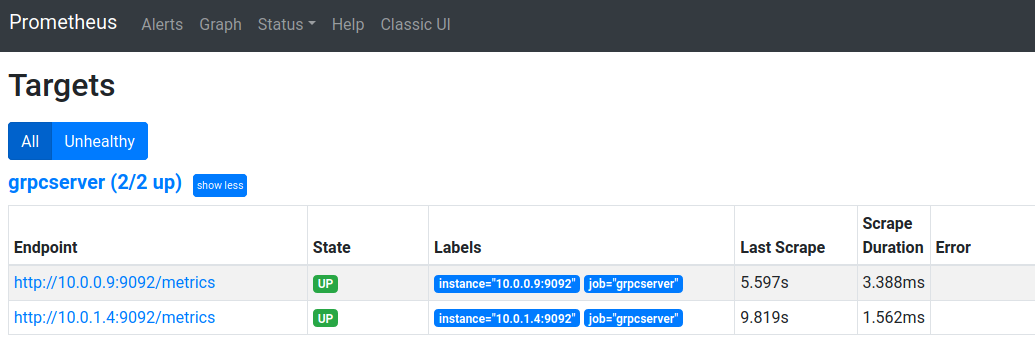 Prometheus Alerts Graph Status Help Classic UI
Targets
All Unhealthy
grpcserver (2/2 up) show less
Endpoint State Labels Last Scrape Scrape Duration Error
http://10.0.0.9:9092/metrics UP instance="10.0.0.9:9092" job="grpcserver" 5.597s 3.388ms
http://10.0.1.4:9092/metrics UP instance="10.0.1.4:9092" job="grpcserver" 9.819s 1.562ms